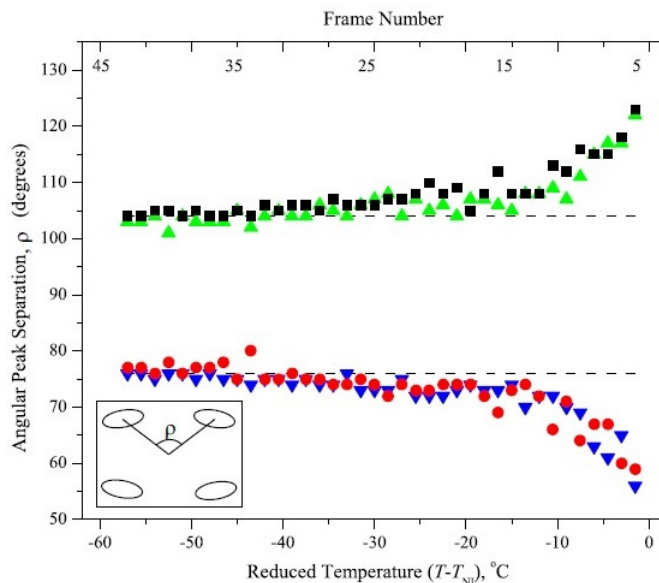 Frame Number
45 35 25 15 5
130
120
110
100
90
80
70
60
50
Angular Peak Separation, ρ (degrees)
ρ
-60 -50 -40 -30 -20 -10 0
Reduced Temperature (T-T_NI), °C